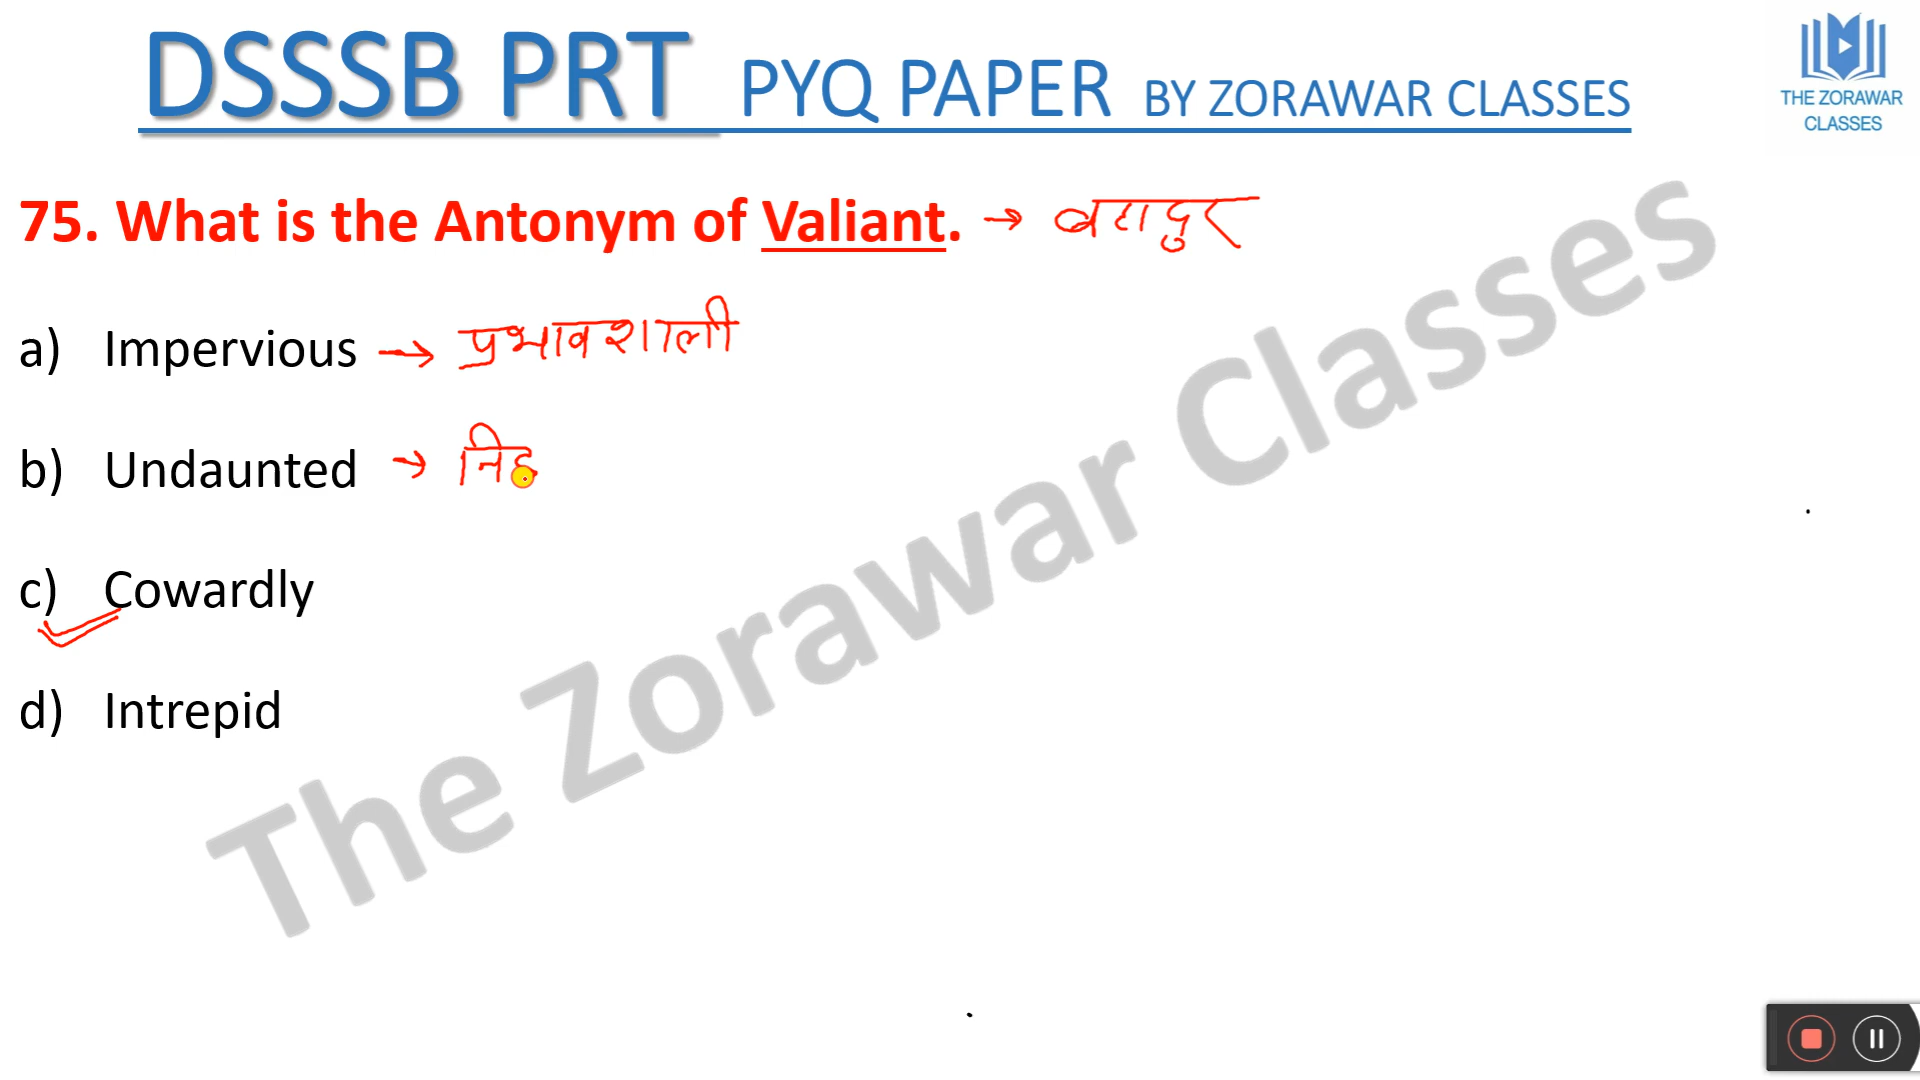 DSSSB PRT PYQ PAPER BY ZORAWAR CLASSES
THE ZORAWAR
CLASSES
75. What is the Antonym of Valiant. → बहादुर
a) Impervious → प्रभावशाली
b) Undaunted →
c) Cowardly
d) Intrepid
The Zorawar Classes